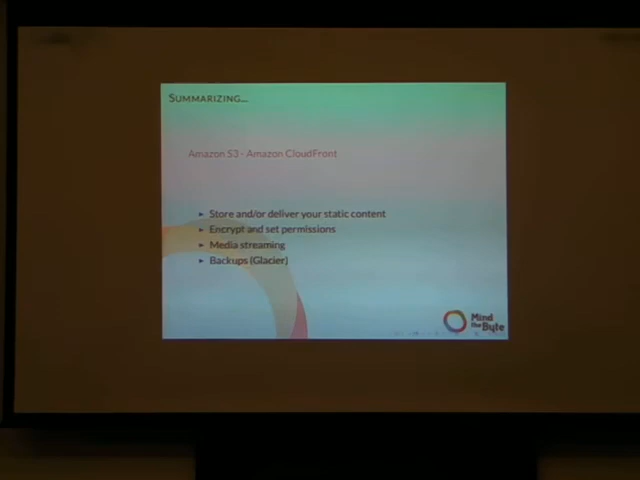 SUMMARIZING...
Amazon S3 - Amazon CloudFront
► Store and/or deliver your static content
► Encrypt and set permissions
► Media streaming
► Backups (Glacier)
Mind
the Byte